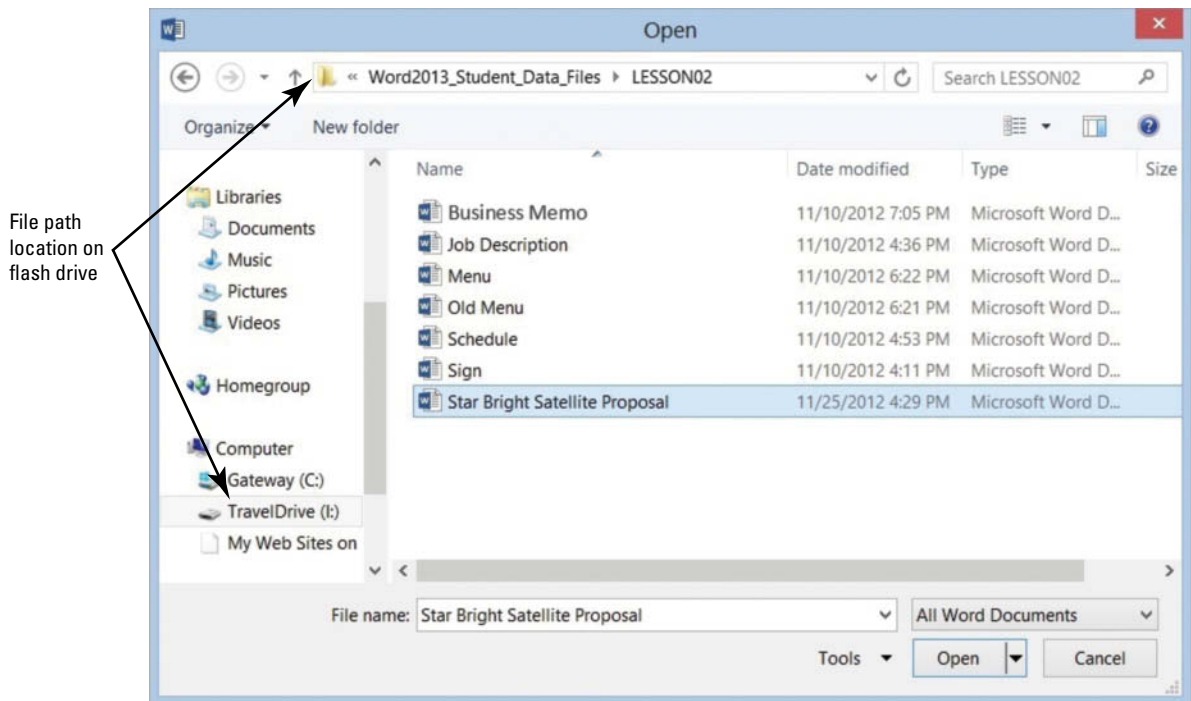 Open
« Word2013_Student_Data_Files ▸ LESSON02
Search LESSON02
Organize
New folder
Name Date modified Type Size
Libraries
Documents
Music
Pictures
Videos
Homegroup
Computer
Gateway (C:)
TravelDrive (I:)
My Web Sites on
File path
location on
flash drive
Business Memo 11/10/2012 7:05 PM Microsoft Word D...
Job Description 11/10/2012 4:36 PM Microsoft Word D...
Menu 11/10/2012 6:22 PM Microsoft Word D...
Old Menu 11/10/2012 6:21 PM Microsoft Word D...
Schedule 11/10/2012 4:53 PM Microsoft Word D...
Sign 11/10/2012 4:11 PM Microsoft Word D...
Star Bright Satellite Proposal 11/25/2012 4:29 PM Microsoft Word D...
File name: Star Bright Satellite Proposal
All Word Documents
Tools
Open
Cancel